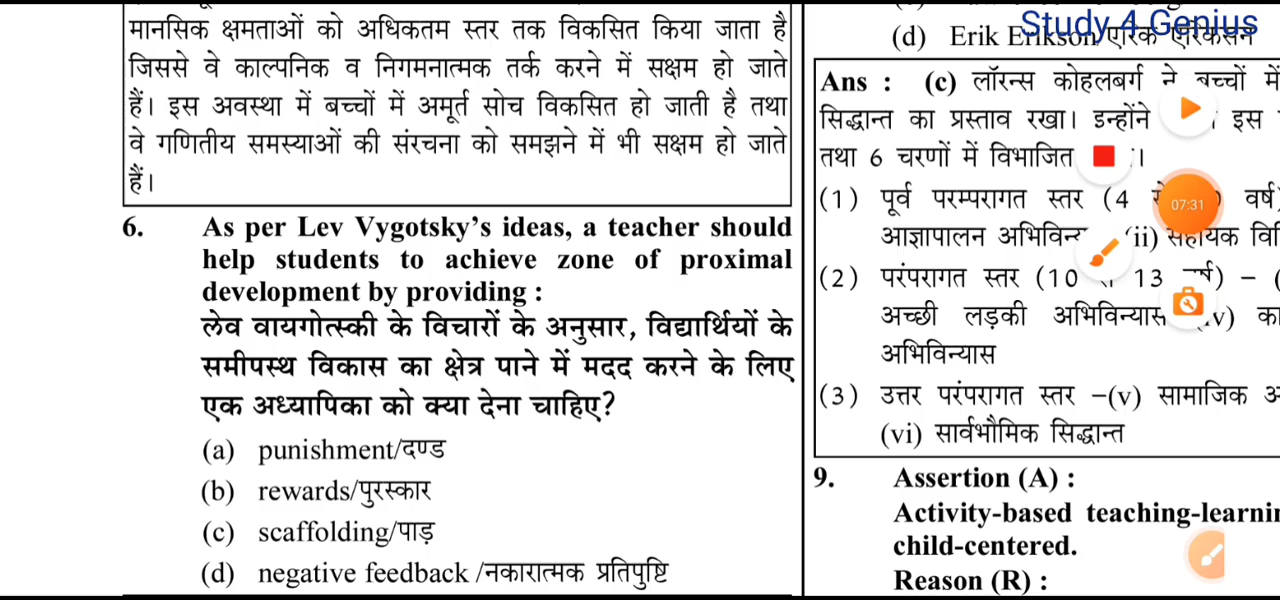 मानसिक क्षमताओं को अधिकतम स्तर तक विकसित किया जाता है
जिससे वे काल्पनिक व निगमनात्मक तर्क करने में सक्षम हो जाते
हैं। इस अवस्था में बच्चों में अमूर्त सोच विकसित हो जाती है तथा
वे गणितीय समस्याओं की संरचना को समझने में भी सक्षम हो जाते
हैं।
6. As per Lev Vygotsky's ideas, a teacher should
help students to achieve zone of proximal
development by providing :
लेव वायगोत्स्की के विचारों के अनुसार, विद्यार्थियों के
समीपस्थ विकास का क्षेत्र पाने में मदद करने के लिए
एक अध्यापिका को क्या देना चाहिए?
(a) punishment/दण्ड
(b) rewards/पुरस्कार
(c) scaffolding/पाड़
(d) negative feedback /नकारात्मक प्रतिपुष्टि
Study 4 Genius
(d) Erik Erikson/एरिक एरिकसन
Ans : (c) लॉरन्स कोहलबर्ग ने बच्चों में
सिद्धान्त का प्रस्ताव रखा। इन्होंने इस
तथा 6 चरणों में विभाजित ।
(1) पूर्व परम्परागत स्तर (4 वर्ष)
आज्ञापालन (ii) सहायक
(2) परंपरागत स्तर (10 13 – (
अच्छी लड़की
अभिविन्यास
(3) उत्तर परंपरागत स्तर –(v) सामाजिक
(vi) सार्वभौमिक सिद्धान्त
9. Assertion (A) :
Activity-based
child-centered.
Reason (R) :
07:31